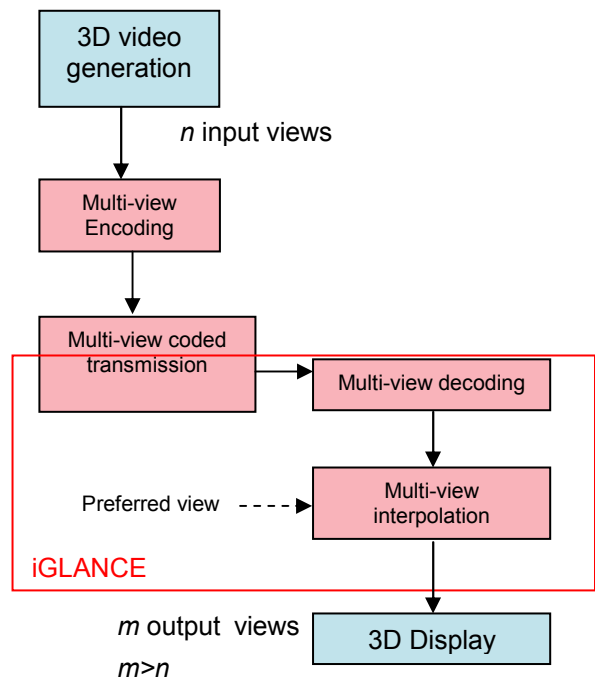 3D video
generation
n input views
Multi-view
Encoding
Multi-view coded
transmission
Multi-view decoding
Preferred view
Multi-view
interpolation
iGLANCE
m output views
m>n
3D Display